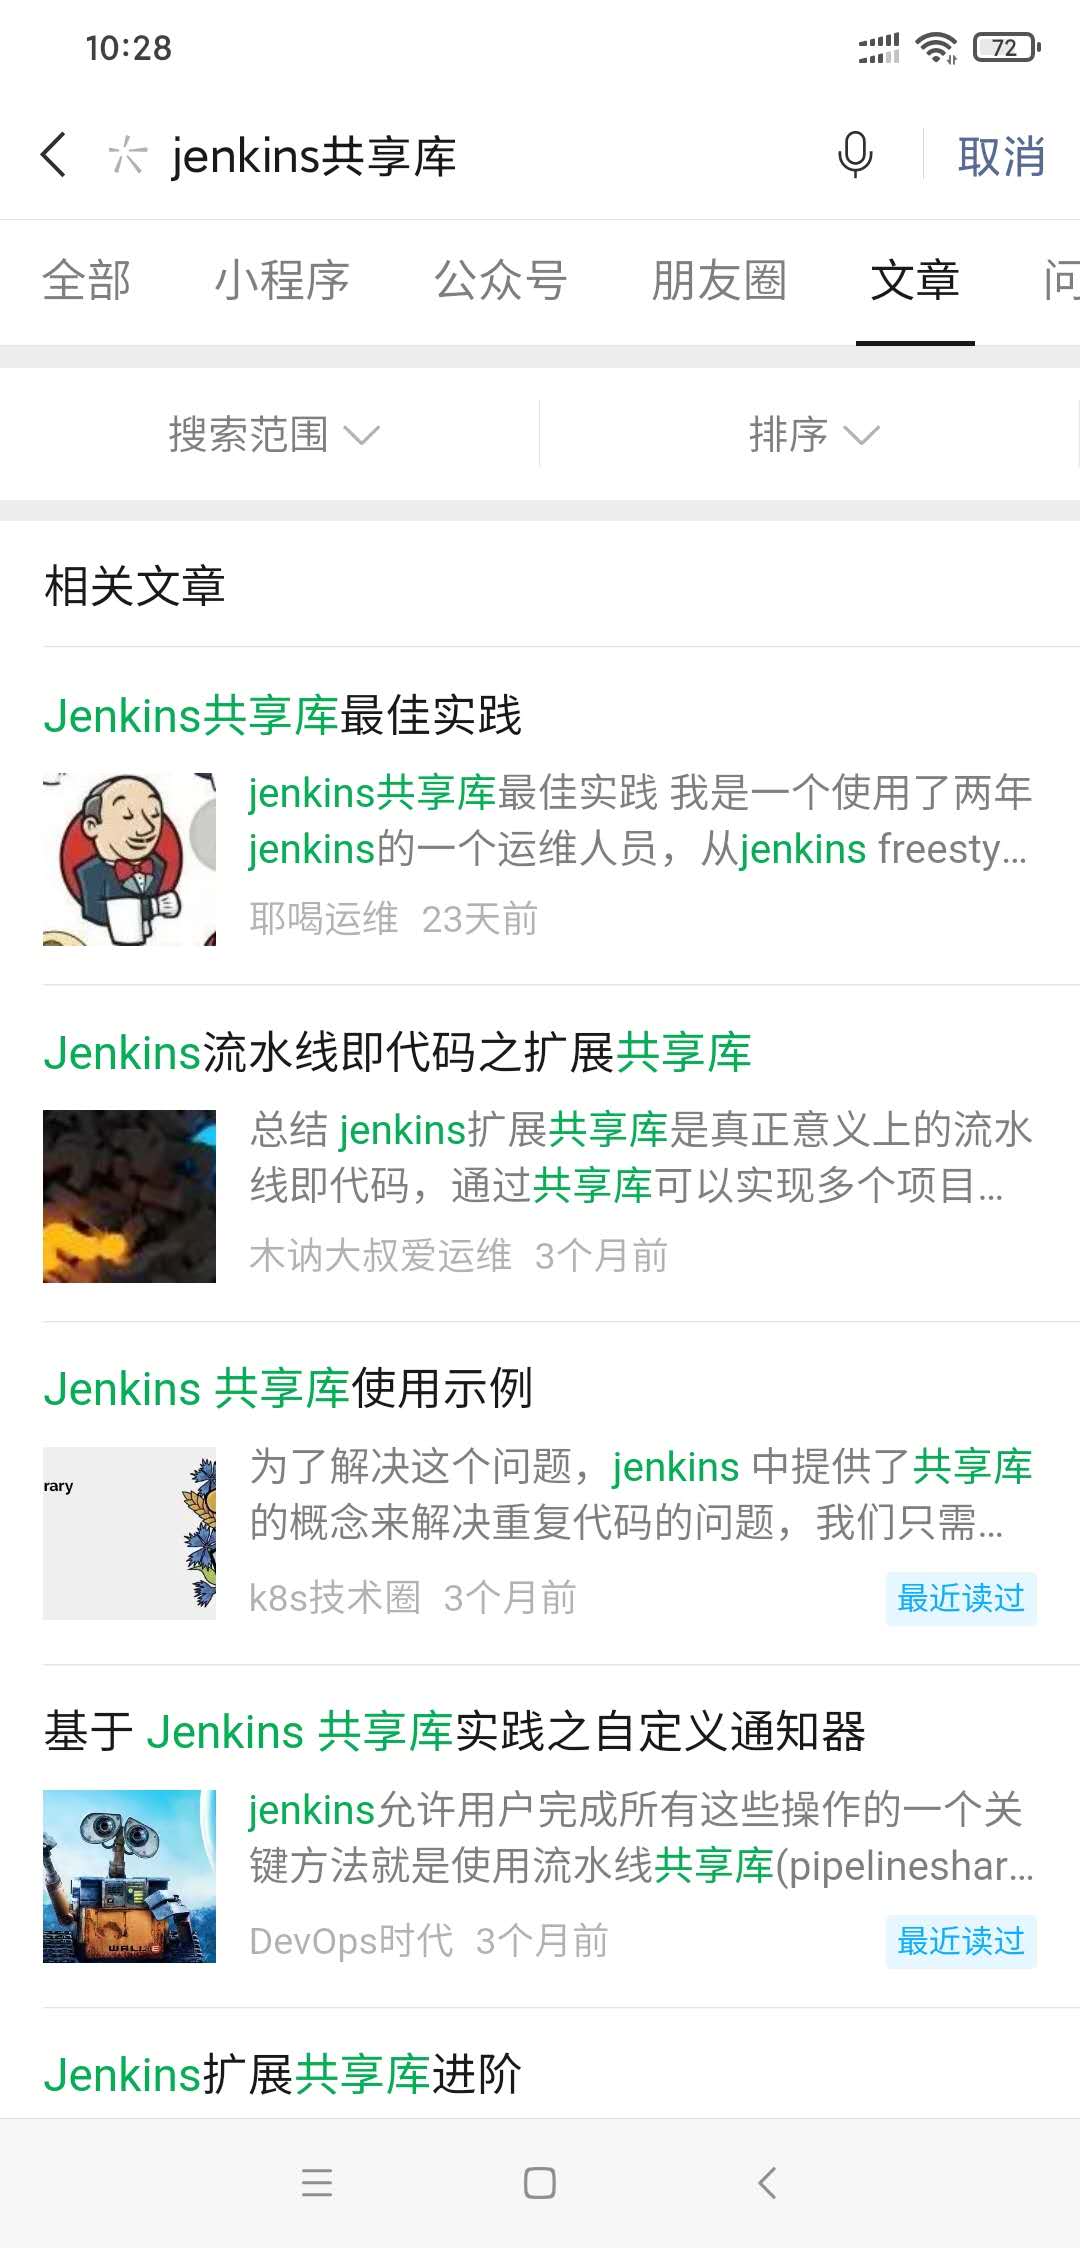 10:28
72
jenkins共享库
取消
全部 小程序 公众号 朋友圈 文章 问
搜索范围 排序
相关文章
Jenkins共享库最佳实践
jenkins共享库最佳实践 我是一个使用了两年
jenkins的一个运维人员，从jenkins freesty...
耶喝运维 23天前
Jenkins流水线即代码之扩展共享库
总结 jenkins扩展共享库是真正意义上的流水
线即代码，通过共享库可以实现多个项目...
木讷大叔爱运维 3个月前
Jenkins 共享库使用示例
rary
为了解决这个问题，jenkins 中提供了共享库
的概念来解决重复代码的问题，我们只需...
k8s技术圈 3个月前
最近读过
基于 Jenkins 共享库实践之自定义通知器
jenkins允许用户完成所有这些操作的一个关
键方法就是使用流水线共享库(pipelineshar...
WALL·E
DevOps时代 3个月前
最近读过
Jenkins扩展共享库进阶